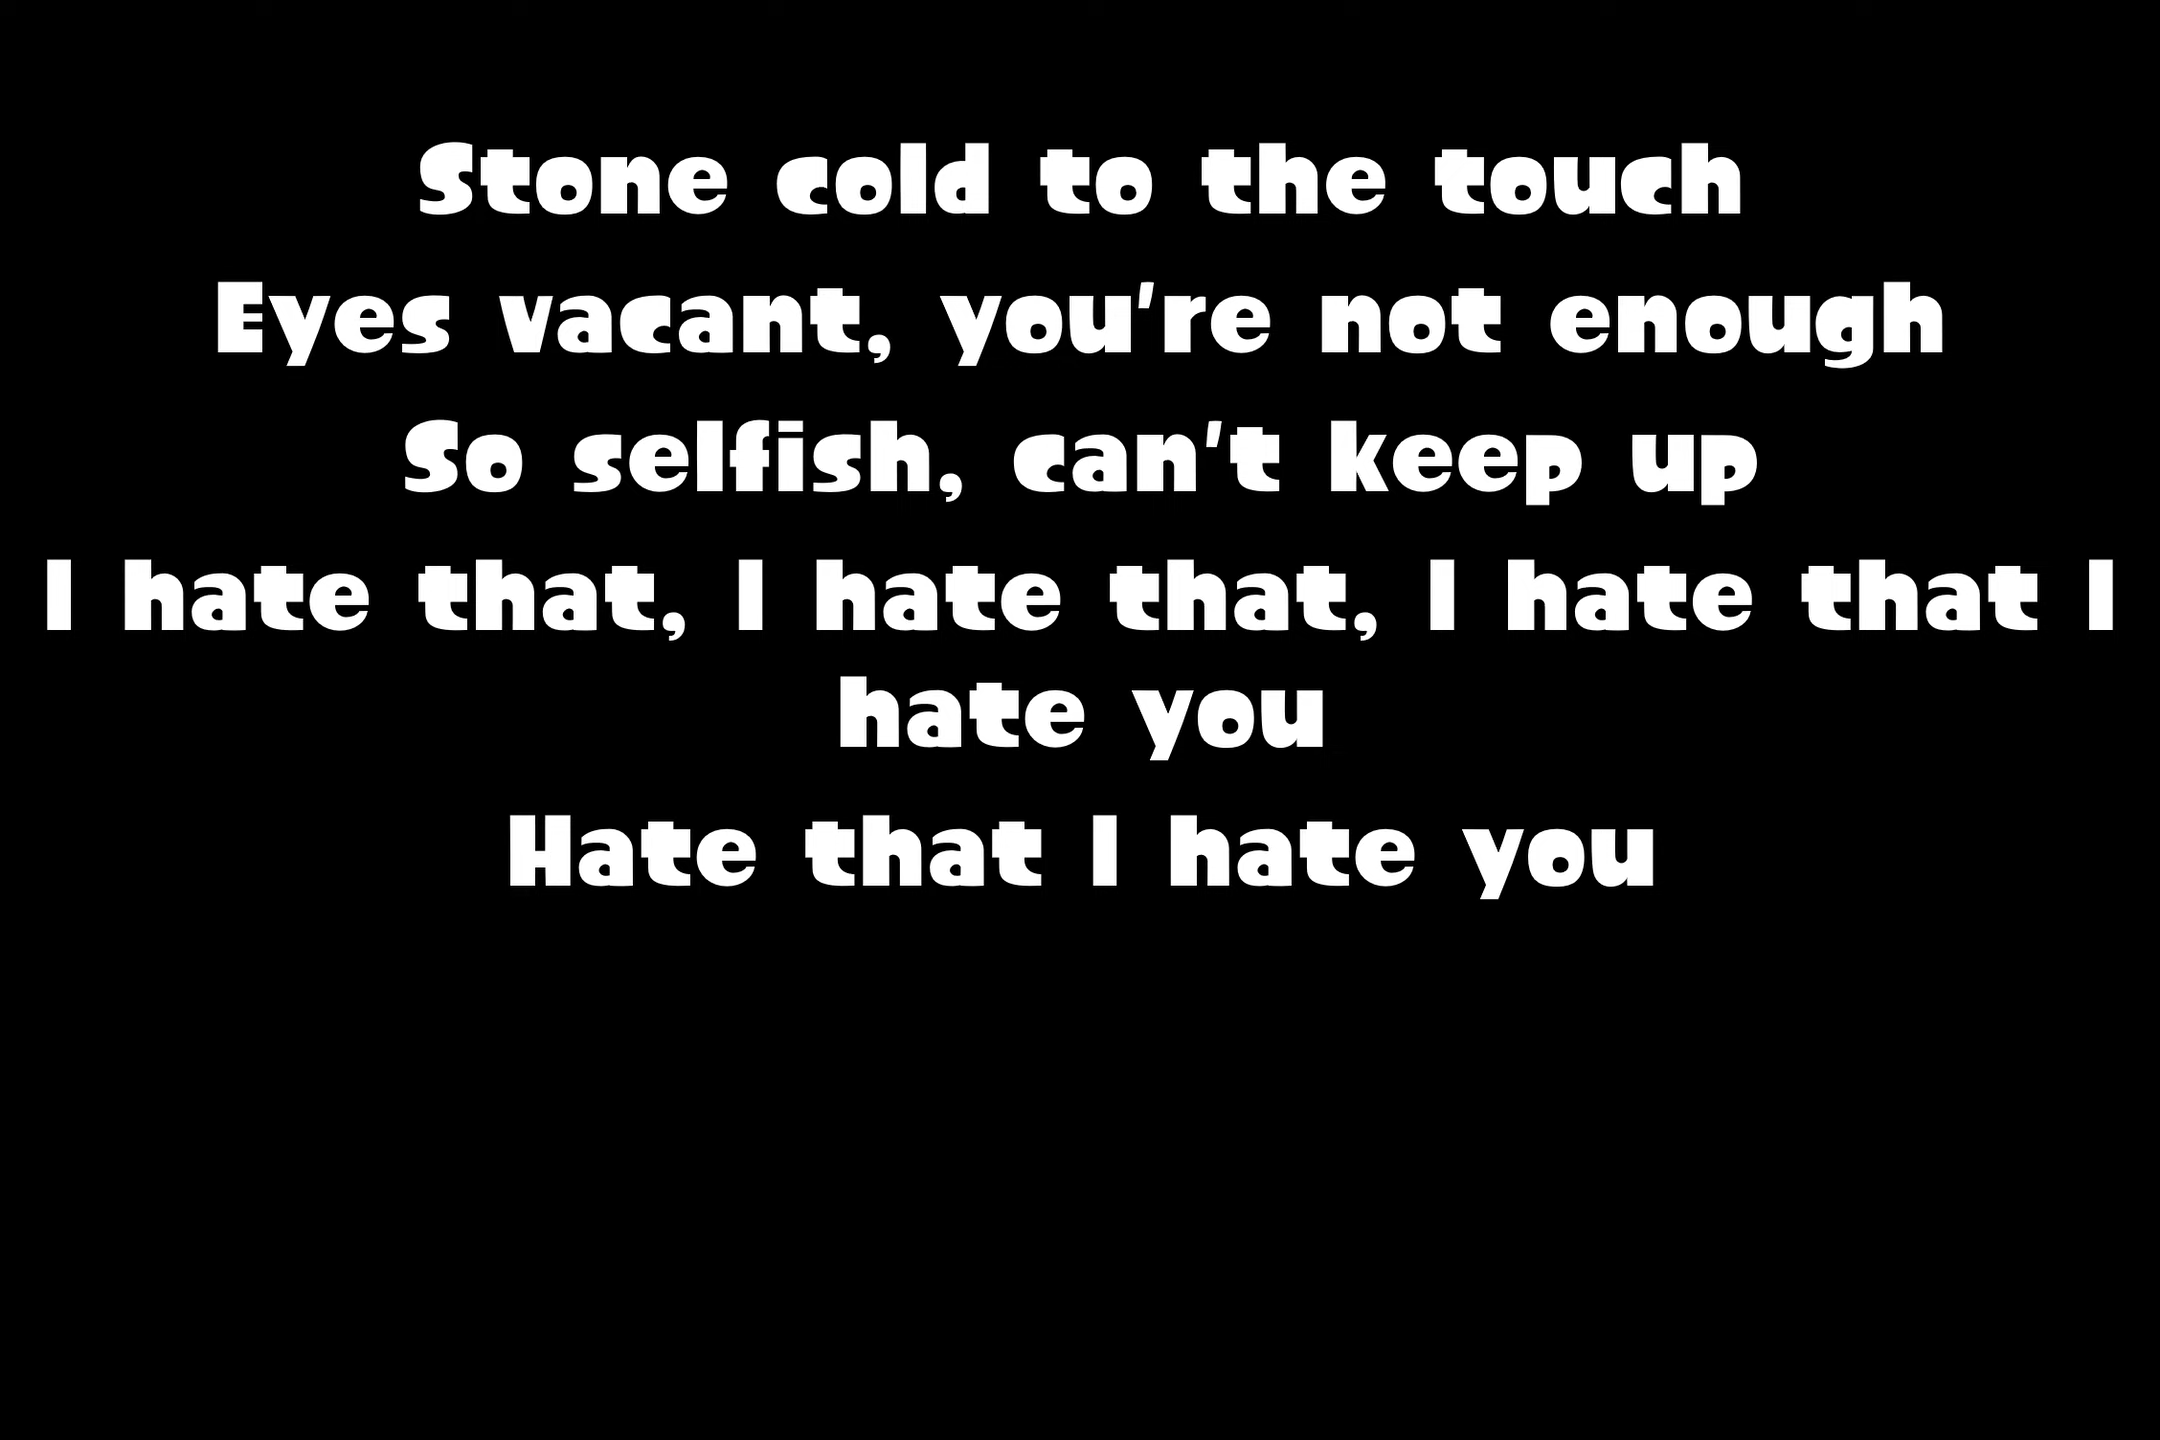 Stone cold to the touch
Eyes vacant, you're not enough
So selfish, can't keep up
I hate that, I hate that, I hate that I
hate you
Hate that I hate you